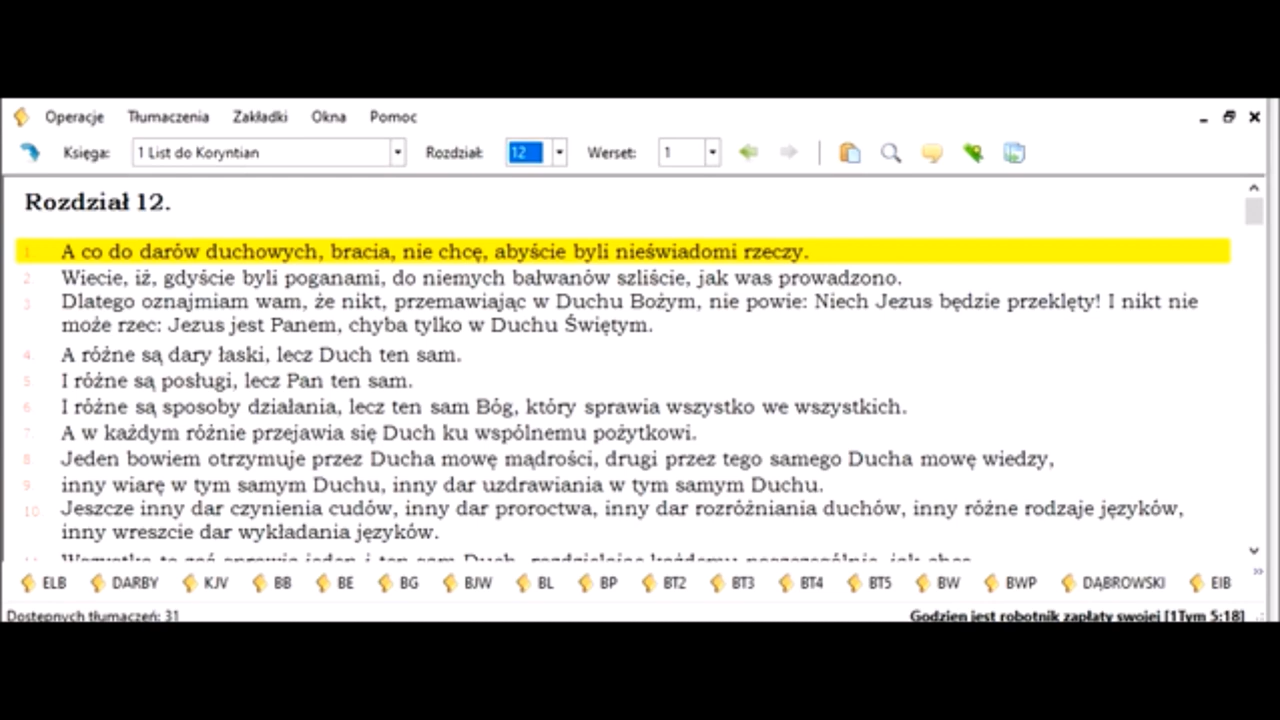 Operacje Tłumaczenia Zakładki Okna Pomoc
Księga: 1 List do Koryntian Rozdział: 12 Werset: 1
Rozdział 12.
1. A co do darów duchowych, bracia, nie chcę, abyście byli nieświadomi rzeczy.
2. Wiecie, iż, gdyście byli poganami, do niemych bałwanów szliście, jak was prowadzono.
3. Dlatego oznajmiam wam, że nikt, przemawiając w Duchu Bożym, nie powie: Niech Jezus będzie przeklęty! I nikt nie
może rzec: Jezus jest Panem, chyba tylko w Duchu Świętym.
4. A różne są dary łaski, lecz Duch ten sam.
5. I różne są posługi, lecz Pan ten sam.
6. I różne są sposoby działania, lecz ten sam Bóg, który sprawia wszystko we wszystkich.
7. A w każdym różnie przejawia się Duch ku wspólnemu pożytkowi.
8. Jeden bowiem otrzymuje przez Ducha mowę mądrości, drugi przez tego samego Ducha mowę wiedzy,
9. inny wiarę w tym samym Duchu, inny dar uzdrawiania w tym samym Duchu.
10. Jeszcze inny dar czynienia cudów, inny dar proroctwa, inny dar rozróżniania duchów, inny różne rodzaje języków,
inny wreszcie dar wykładania języków.
ELB DARBY KJV BB BE BG BJW BL BP BT2 BT3 BT4 BT5 BW BWP DĄBROWSKI EIB
Dostępnych tłumaczeń: 31 Godzien jest robotnik zapłaty swojej [1Tym 5:18]